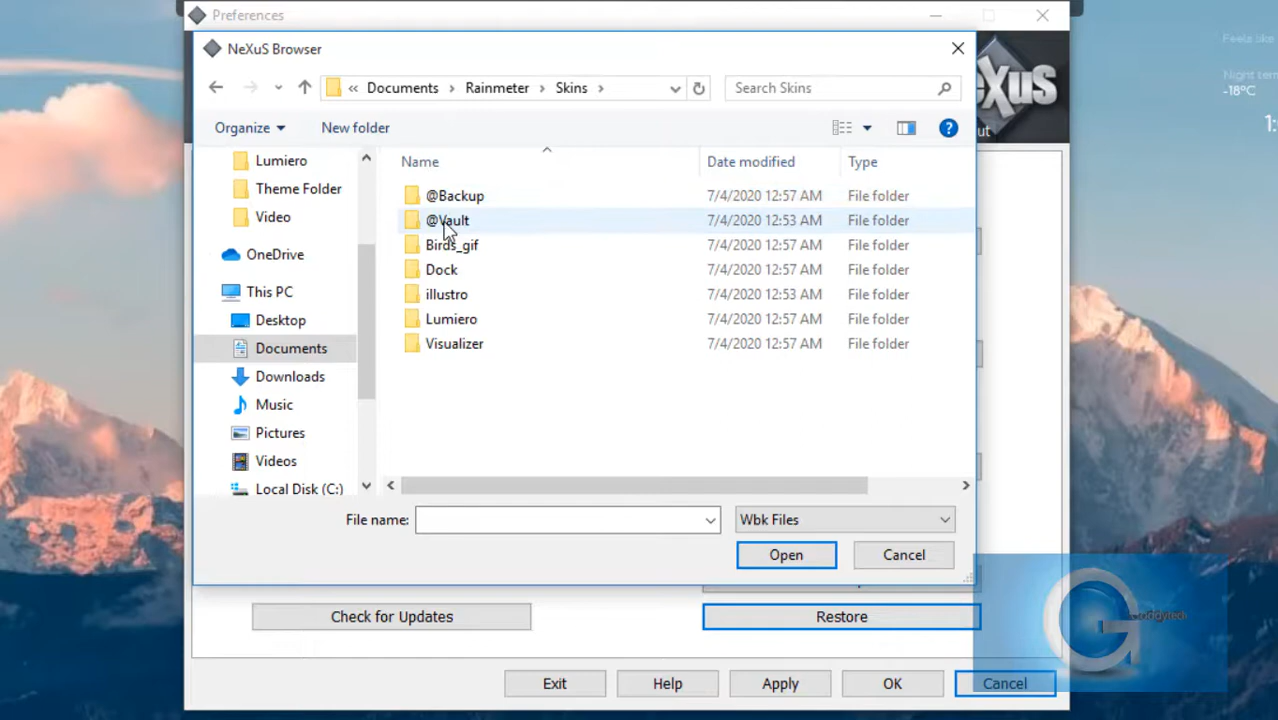 Preferences
NeXuS Browser
Feels like
Night tem
-18°C
1:
eXuS
ut
« Documents > Rainmeter > Skins >
Search Skins
Organize
New folder
Name
Date modified
Type
Lumiero
Theme Folder
Video
OneDrive
This PC
Desktop
Documents
Downloads
Music
Pictures
Videos
Local Disk (C:)
@Backup 7/4/2020 12:57 AM File folder
@Vault 7/4/2020 12:53 AM File folder
Birds_gif 7/4/2020 12:57 AM File folder
Dock 7/4/2020 12:57 AM File folder
illustro 7/4/2020 12:53 AM File folder
Lumiero 7/4/2020 12:57 AM File folder
Visualizer 7/4/2020 12:57 AM File folder
File name:
Wbk Files
Open
Cancel
Check for Updates
Restore
Exit
Help
Apply
OK
Cancel